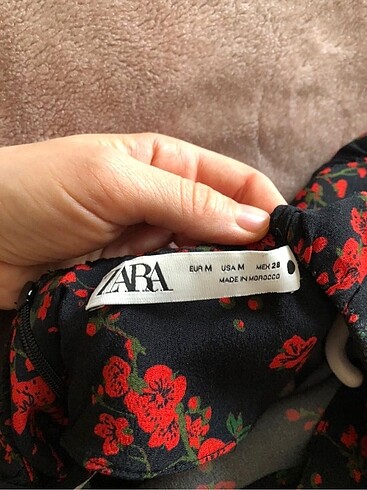 ZARA
EUR M USA M MEX 28
MADE IN MOROCCO